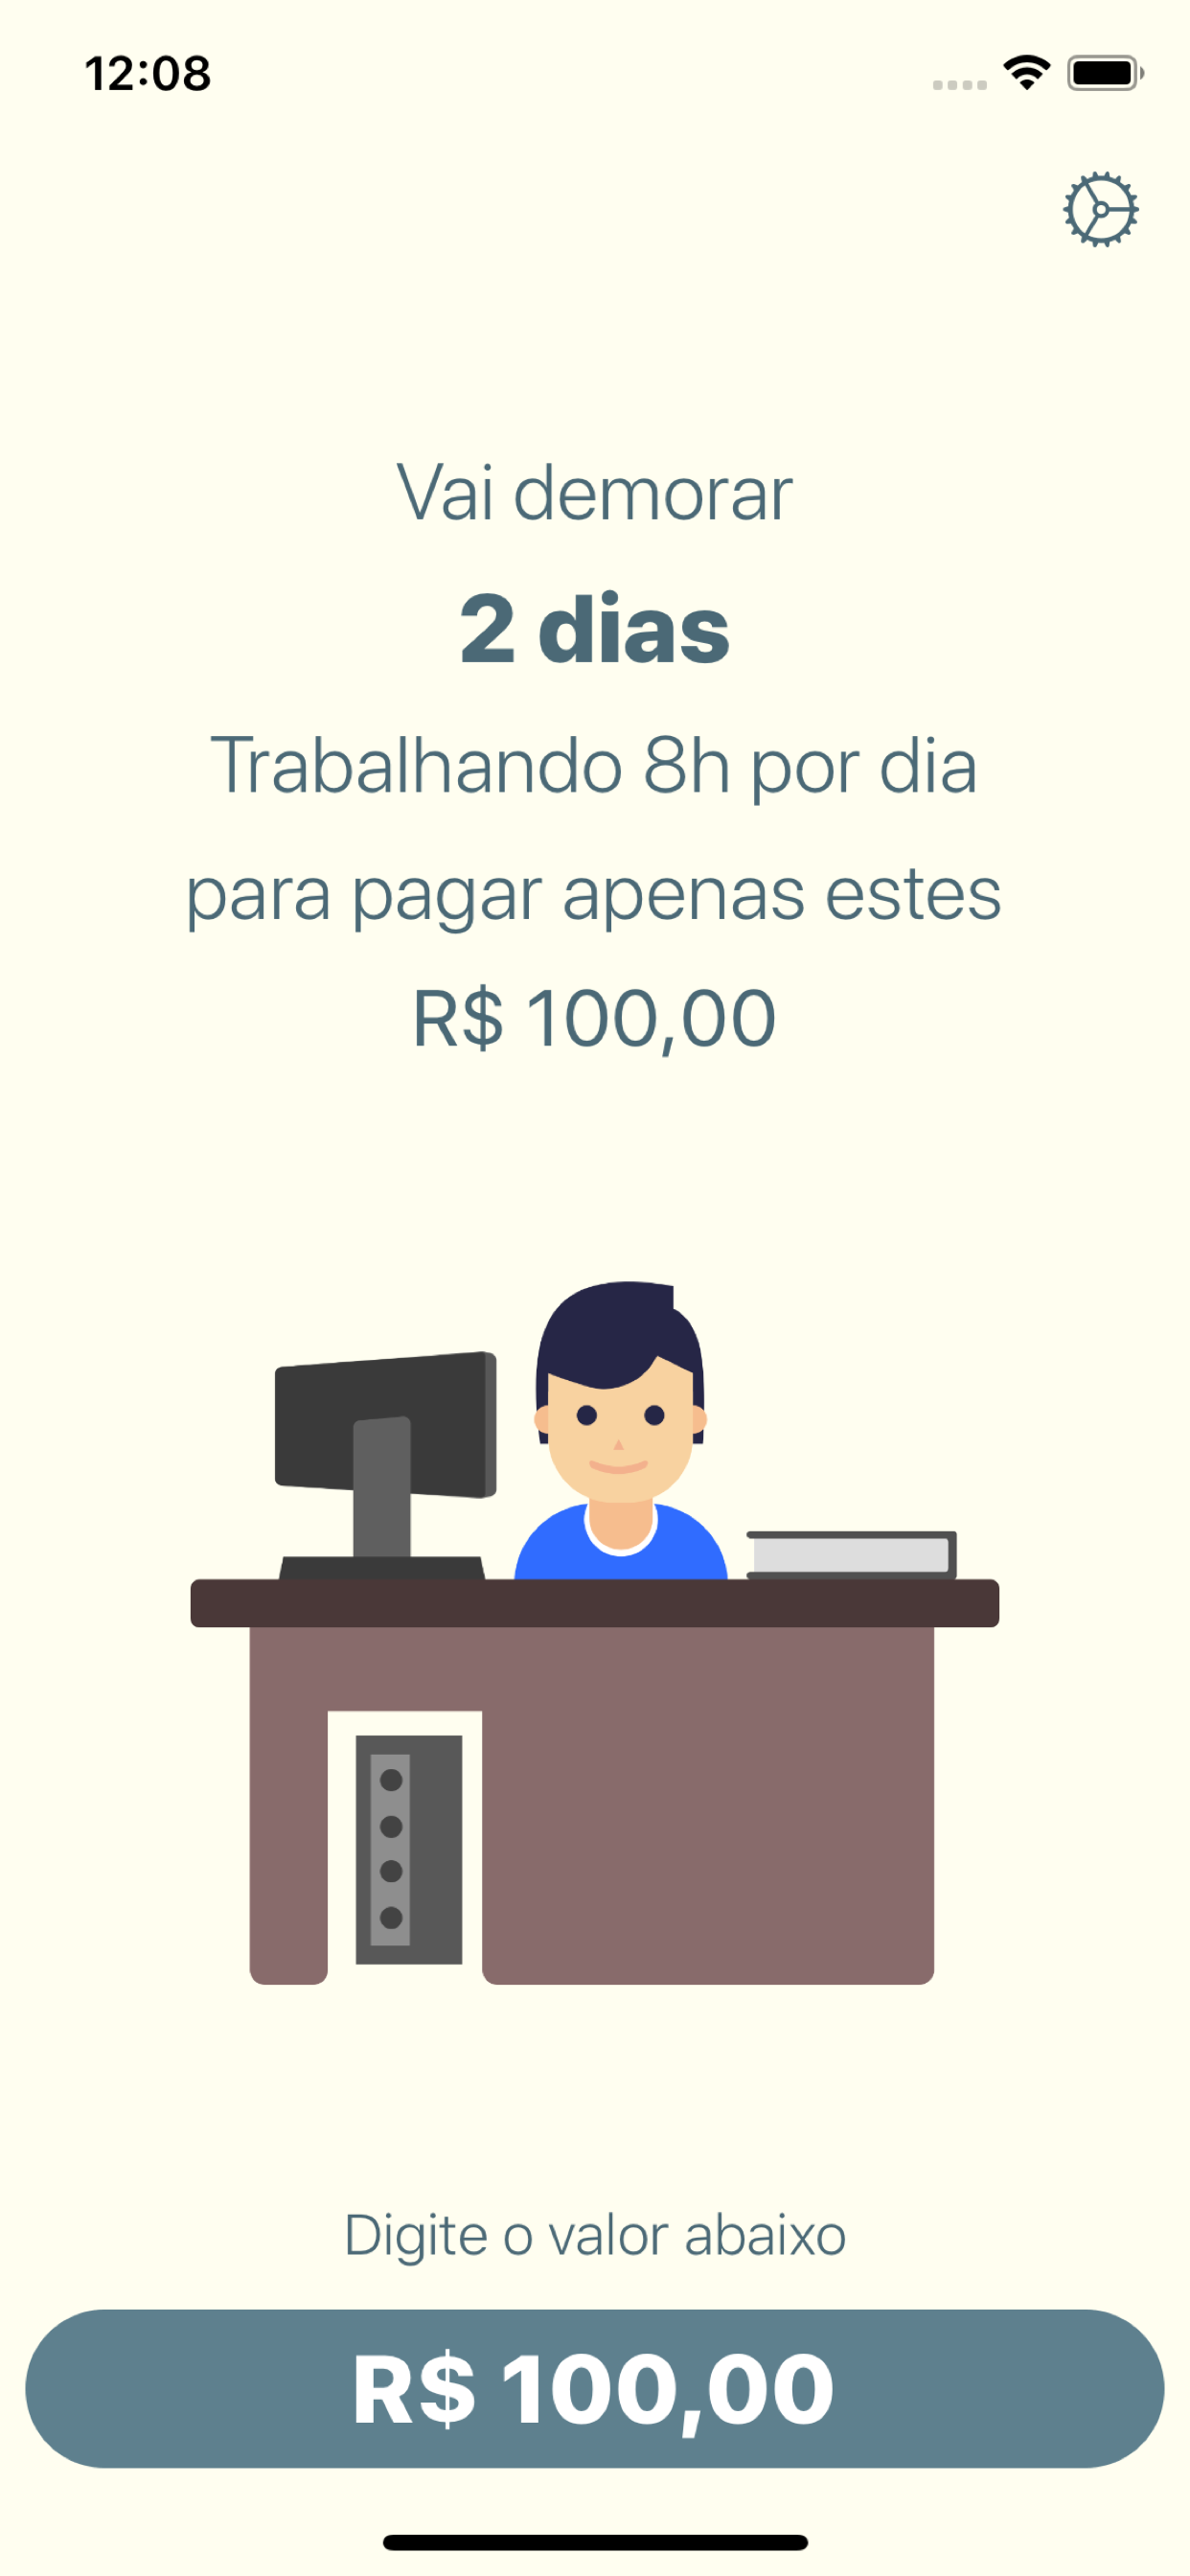 12:08
Vai demorar
2 dias
Trabalhando 8h por dia
para pagar apenas estes
R$ 100,00
Digite o valor abaixo
R$ 100,00